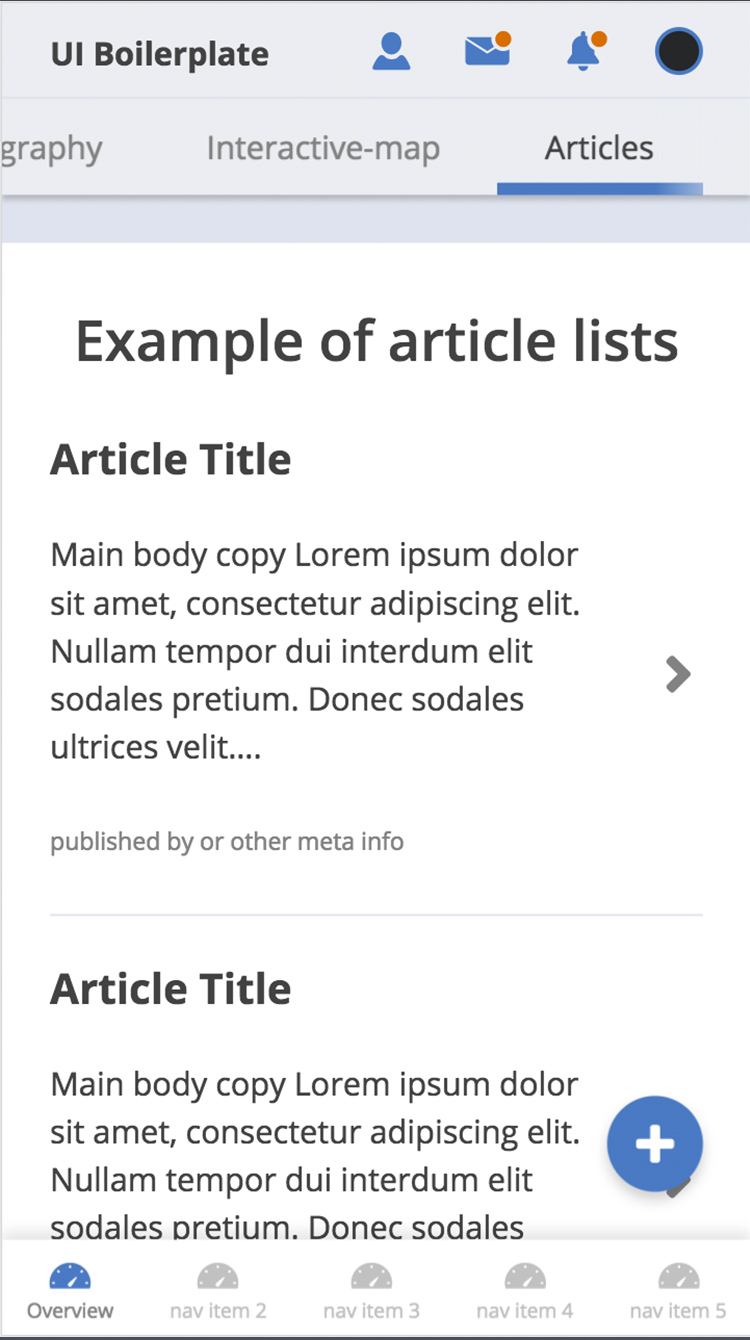 UI Boilerplate
graphy Interactive-map Articles
Example of article lists
Article Title
Main body copy Lorem ipsum dolor
sit amet, consectetur adipiscing elit.
Nullam tempor dui interdum elit
sodales pretium. Donec sodales
ultrices velit....
published by or other meta info
Article Title
Main body copy Lorem ipsum dolor
sit amet, consectetur adipiscing elit.
Nullam tempor dui interdum elit
sodales pretium. Donec sodales
Overview nav item 2 nav item 3 nav item 4 nav item 5